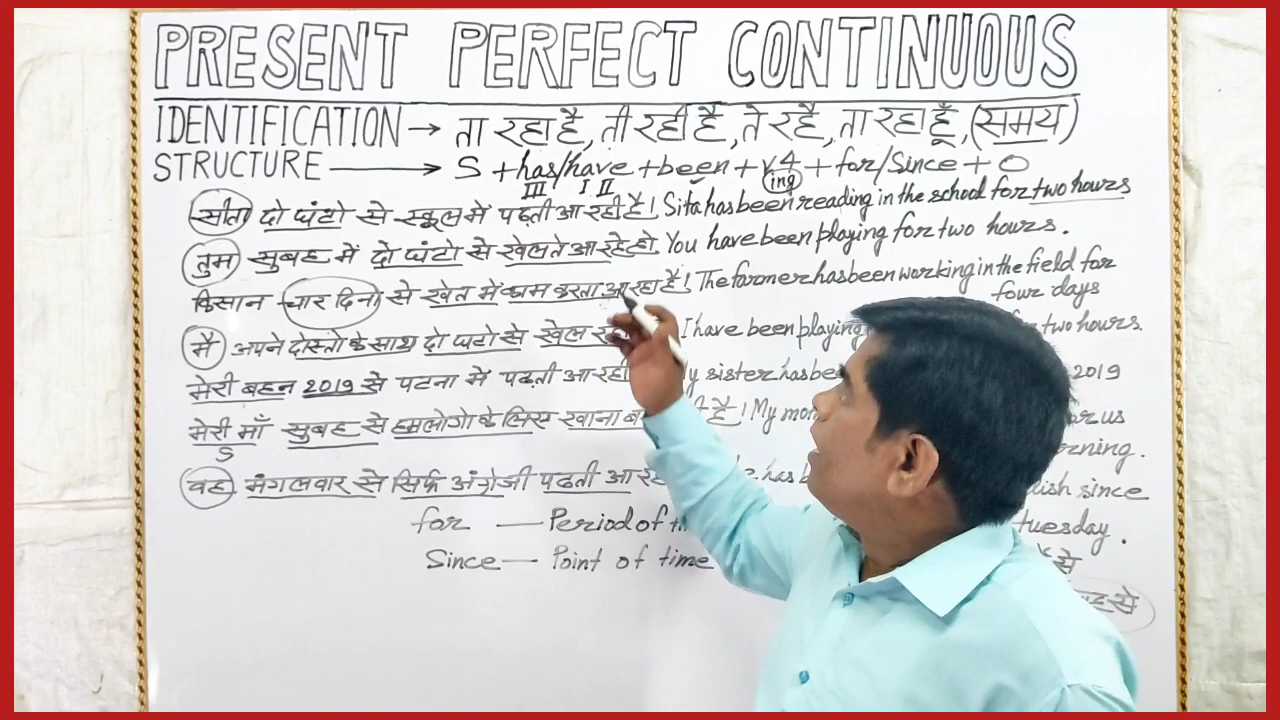 PRESENT PERFECT CONTINUOUS
IDENTIFICATION → ता रहा है, ती रही है, ते रहे, ता रहा हूँ, (समय)
STRUCTURE → S + has/have + been + V4 + for/Since + O
III I II ing
सीता दो घंटो से स्कूल में पढ़ती आ रही है! Sita has been reading in the school for two hours
तुम सुबह में दो घंटो से खेलते आ रहे हो You have been playing for two hours.
किसान चार दिनो से खेत में काम करता आ रहा है! The farmer has been working in the field for
four days
मैं अपने दोस्तो के साथ दो घंटो से खेल I have been playing two hours.
मेरी बहन 2019 से पटना में पढ़ती आ रही sister has 2019
मेरी माँ सुबह से हमलोगो के लिए खाना है! My us
S
वह मंगलवार से सिर्फ अंग्रेजी पढती आ has since
for — Period of tuesday.
Since — Point of time से
से